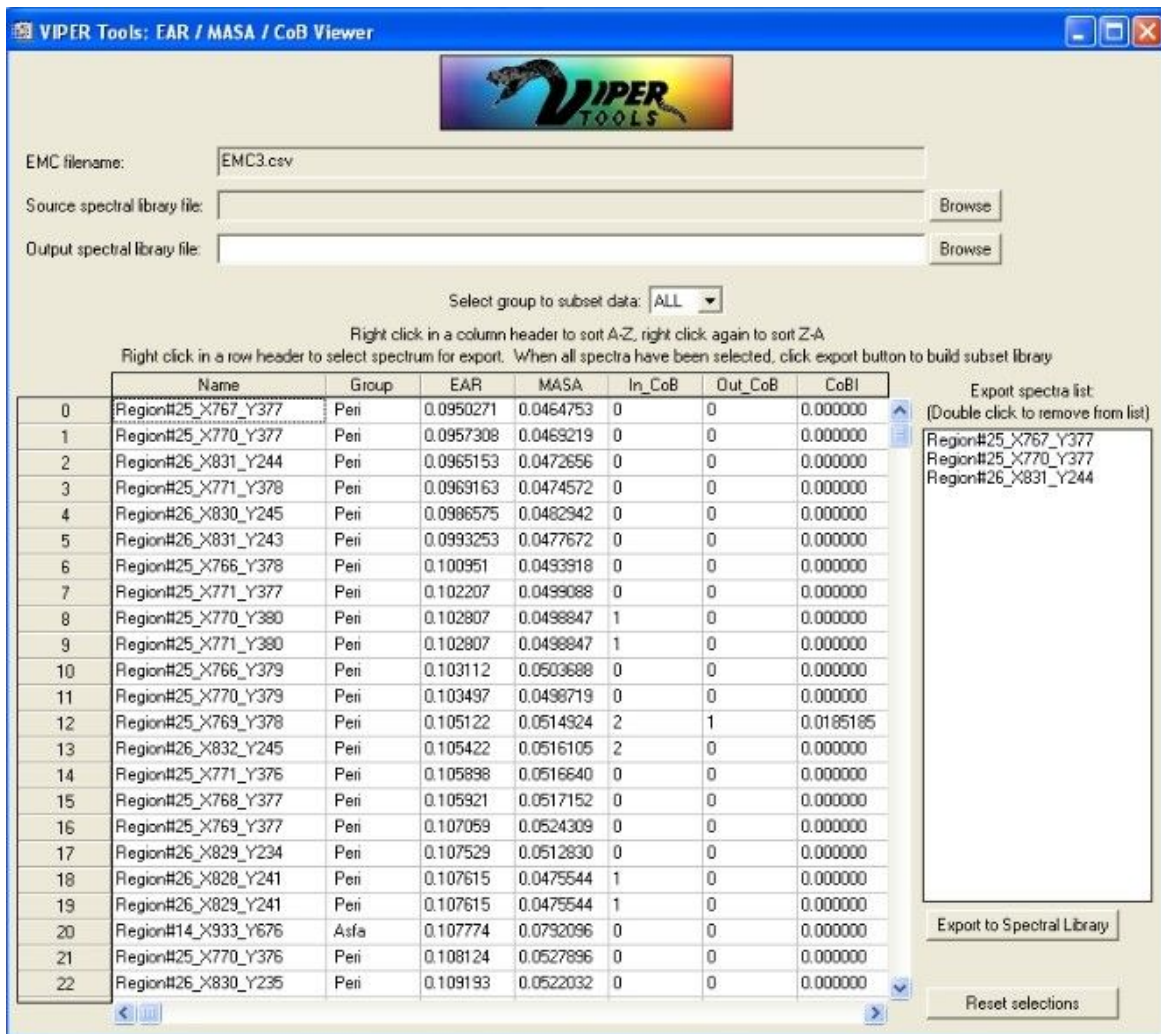 VIPER Tools: EAR / MASA / CoB Viewer
VIPER
TOOLS
EMC filename: EMC3.csv
Source spectral library file: Browse
Output spectral library file: Browse
Select group to subset data: ALL
Right click in a column header to sort A-Z, right click again to sort Z-A
Right click in a row header to select spectrum for export. When all spectra have been selected, click export button to build subset library
Name Group EAR MASA In_CoB Out_CoB CoBI
0 Region#25_X767_Y377 Peri 0.0950271 0.0464753 0 0 0.000000
1 Region#25_X770_Y377 Peri 0.0957308 0.0469219 0 0 0.000000
2 Region#26_X831_Y244 Peri 0.0965153 0.0472656 0 0 0.000000
3 Region#25_X771_Y378 Peri 0.0969163 0.0474572 0 0 0.000000
4 Region#26_X830_Y245 Peri 0.0986575 0.0482942 0 0 0.000000
5 Region#26_X831_Y243 Peri 0.0993253 0.0477672 0 0 0.000000
6 Region#25_X766_Y378 Peri 0.100951 0.0493918 0 0 0.000000
7 Region#25_X771_Y377 Peri 0.102207 0.0499088 0 0 0.000000
8 Region#25_X770_Y380 Peri 0.102807 0.0498847 1 0 0.000000
9 Region#25_X771_Y380 Peri 0.102807 0.0498847 1 0 0.000000
10 Region#25_X766_Y379 Peri 0.103112 0.0503688 0 0 0.000000
11 Region#25_X770_Y379 Peri 0.103497 0.0498719 0 0 0.000000
12 Region#25_X769_Y378 Peri 0.105122 0.0514924 2 1 0.0185185
13 Region#26_X832_Y245 Peri 0.105422 0.0516105 2 0 0.000000
14 Region#25_X771_Y376 Peri 0.105898 0.0516640 0 0 0.000000
15 Region#25_X768_Y377 Peri 0.105921 0.0517152 0 0 0.000000
16 Region#25_X769_Y377 Peri 0.107059 0.0524309 0 0 0.000000
17 Region#26_X829_Y234 Peri 0.107529 0.0512830 0 0 0.000000
18 Region#26_X828_Y241 Peri 0.107615 0.0475544 1 0 0.000000
19 Region#26_X829_Y241 Peri 0.107615 0.0475544 1 0 0.000000
20 Region#14_X933_Y676 Asfa 0.107774 0.0792096 0 0 0.000000
21 Region#25_X770_Y376 Peri 0.108124 0.0527896 0 0 0.000000
22 Region#26_X830_Y235 Peri 0.109193 0.0522032 0 0 0.000000
Export spectra list:
(Double click to remove from list)
Region#25_X767_Y377
Region#25_X770_Y377
Region#26_X831_Y244
Export to Spectral Library
Reset selections